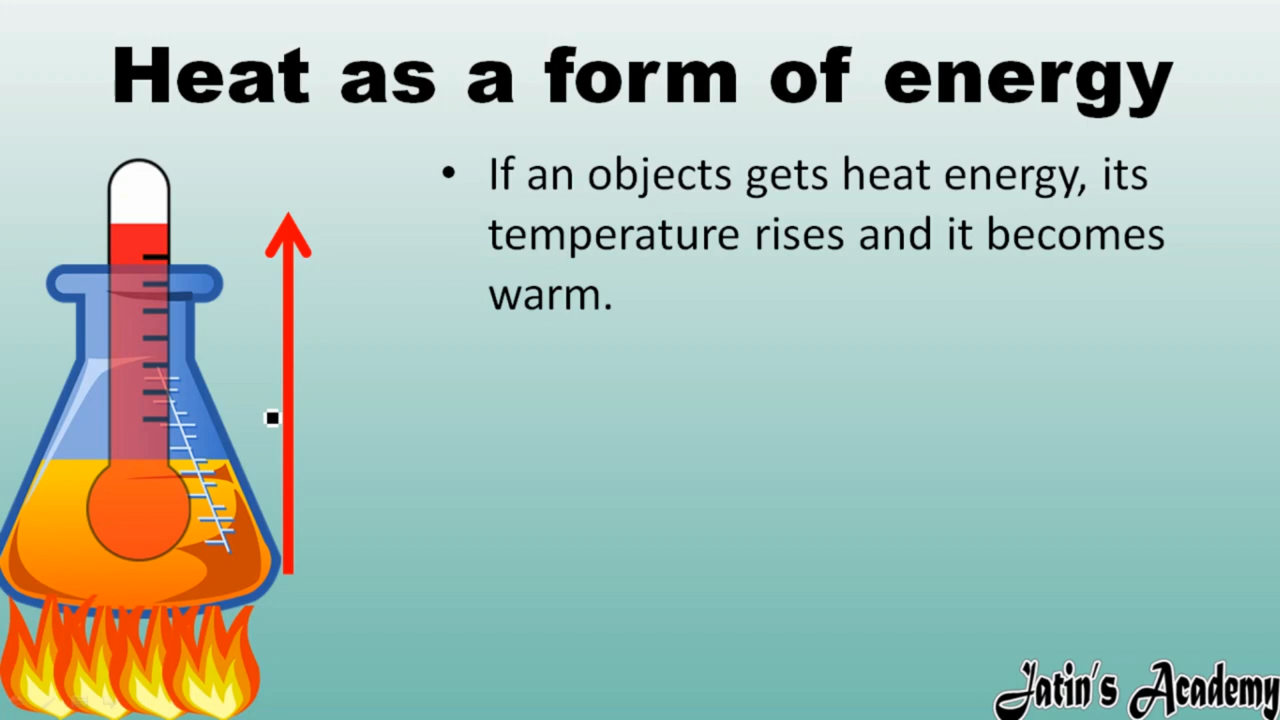 Heat as a form of energy
• If an objects gets heat energy, its
temperature rises and it becomes
warm.
Jatin's Academy